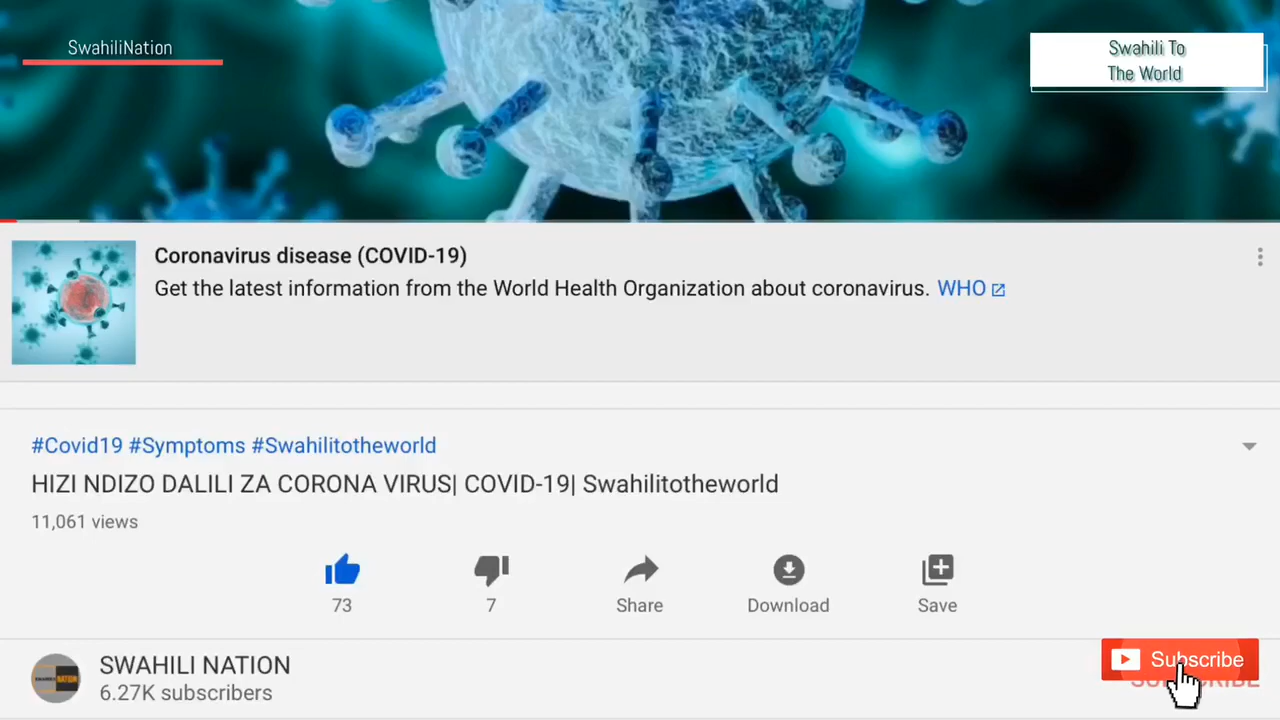 SwahiliNation
Swahili To
The World
Coronavirus disease (COVID-19)
Get the latest information from the World Health Organization about coronavirus. WHO
#Covid19 #Symptoms #Swahilitotheworld
HIZI NDIZO DALILI ZA CORONA VIRUS| COVID-19| Swahilitotheworld
11,061 views
73
7
Share
Download
Save
SWAHILI NATION
6.27K subscribers
Subscribe
SUBSCRIBE